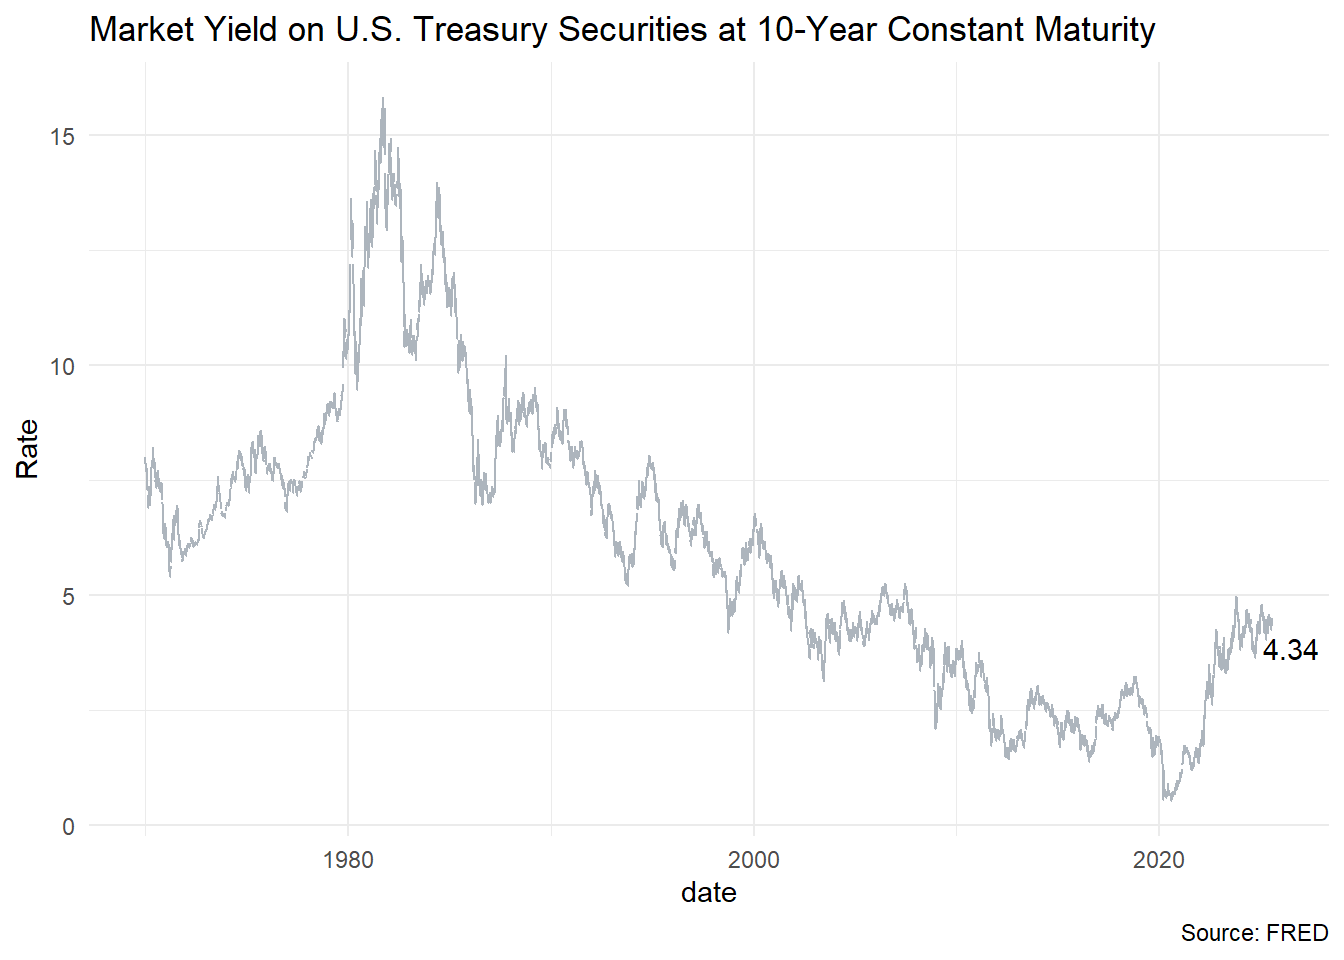 Market Yield on U.S. Treasury Securities at 10-Year Constant Maturity
15
10
5
0
Rate
4.34
1980
2000
2020
date
Source: FRED